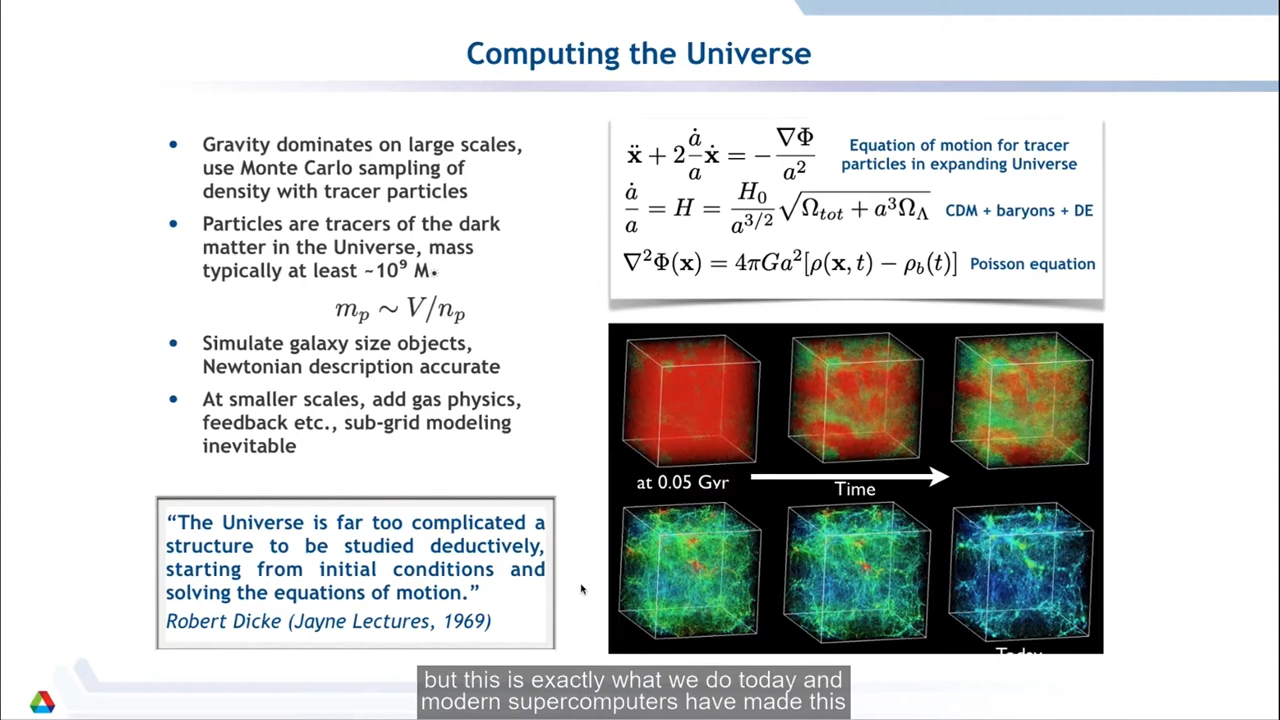 Computing the Universe
• Gravity dominates on large scales,
use Monte Carlo sampling of
density with tracer particles
• Particles are tracers of the dark
matter in the Universe, mass
typically at least ~10⁹ M
m_p ∼ V/n_p
• Simulate galaxy size objects,
Newtonian description accurate
• At smaller scales, add gas physics,
feedback etc., sub-grid modeling
inevitable
“The Universe is far too complicated a
structure to be studied deductively,
starting from initial conditions and
solving the equations of motion.”
Robert Dicke (Jayne Lectures, 1969)
ẍ + 2 ȧ/a ẋ = − ∇Φ/a²
Equation of motion for tracer
particles in expanding Universe
ȧ/a = H = H₀/a^{3/2} √(Ω_tot + a³Ω_Λ) CDM + baryons + DE
∇²Φ(x) = 4πGa²[ρ(x, t) − ρ_b(t)] Poisson equation
at 0.05 Gyr
Time
Today
but this is exactly what we do today and
modern supercomputers have made this